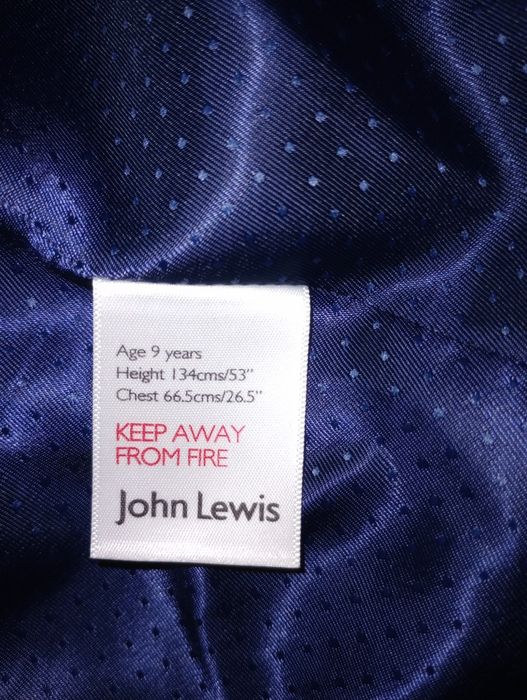 Age 9 years
Height 134cms/53"
Chest 66.5cms/26.5"
KEEP AWAY
FROM FIRE
John Lewis